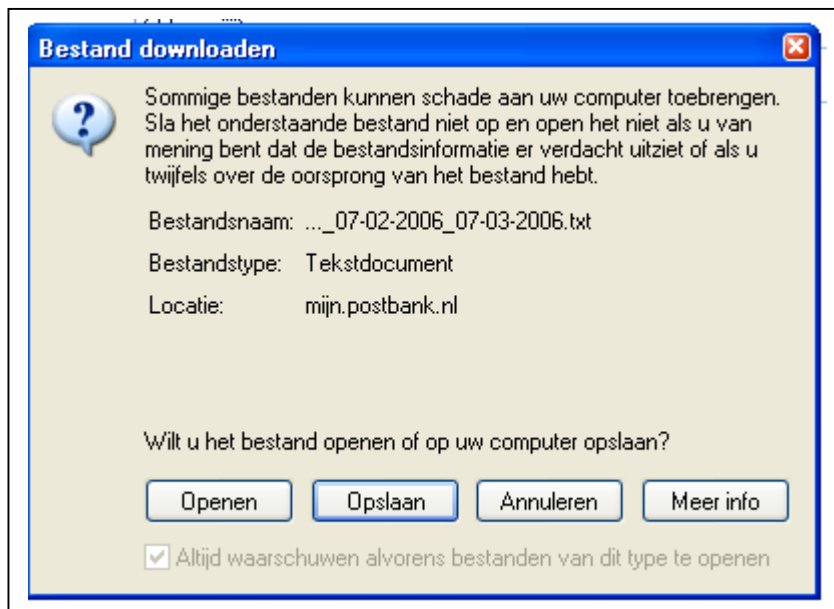 Bestand downloaden
Sommige bestanden kunnen schade aan uw computer toebrengen.
Sla het onderstaande bestand niet op en open het niet als u van
mening bent dat de bestandsinformatie er verdacht uitziet of als u
twijfels over de oorsprong van het bestand hebt.
Bestandsnaam: ..._07-02-2006_07-03-2006.txt
Bestandstype: Tekstdocument
Locatie: mijn.postbank.nl
Wilt u het bestand openen of op uw computer opslaan?
Openen Opslaan Annuleren Meer info
Altijd waarschuwen alvorens bestanden van dit type te openen